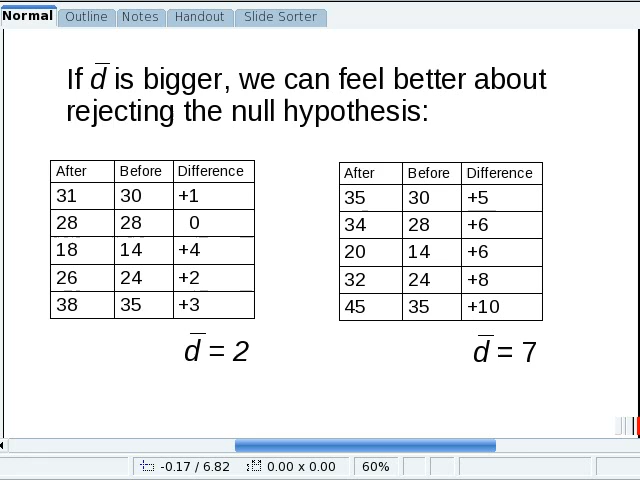 Normal Outline Notes Handout Slide Sorter
If d̅ is bigger, we can feel better about
rejecting the null hypothesis:
After Before Difference
31 30 +1
28 28 0
18 14 +4
26 24 +2
38 35 +3
d̅ = 2
After Before Difference
35 30 +5
34 28 +6
20 14 +6
32 24 +8
45 35 +10
d̅ = 7
-0.17 / 6.82 0.00 x 0.00 60%